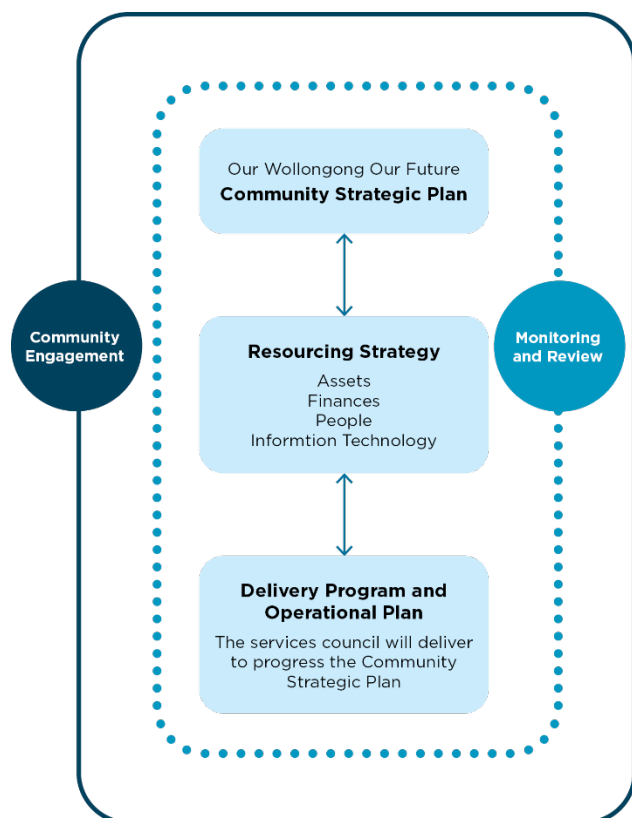 Our Wollongong Our Future
Community Strategic Plan
Community
Engagement
Monitoring
and Review
Resourcing Strategy
Assets
Finances
People
Informtion Technology
Delivery Program and
Operational Plan
The services council will deliver
to progress the Community
Strategic Plan